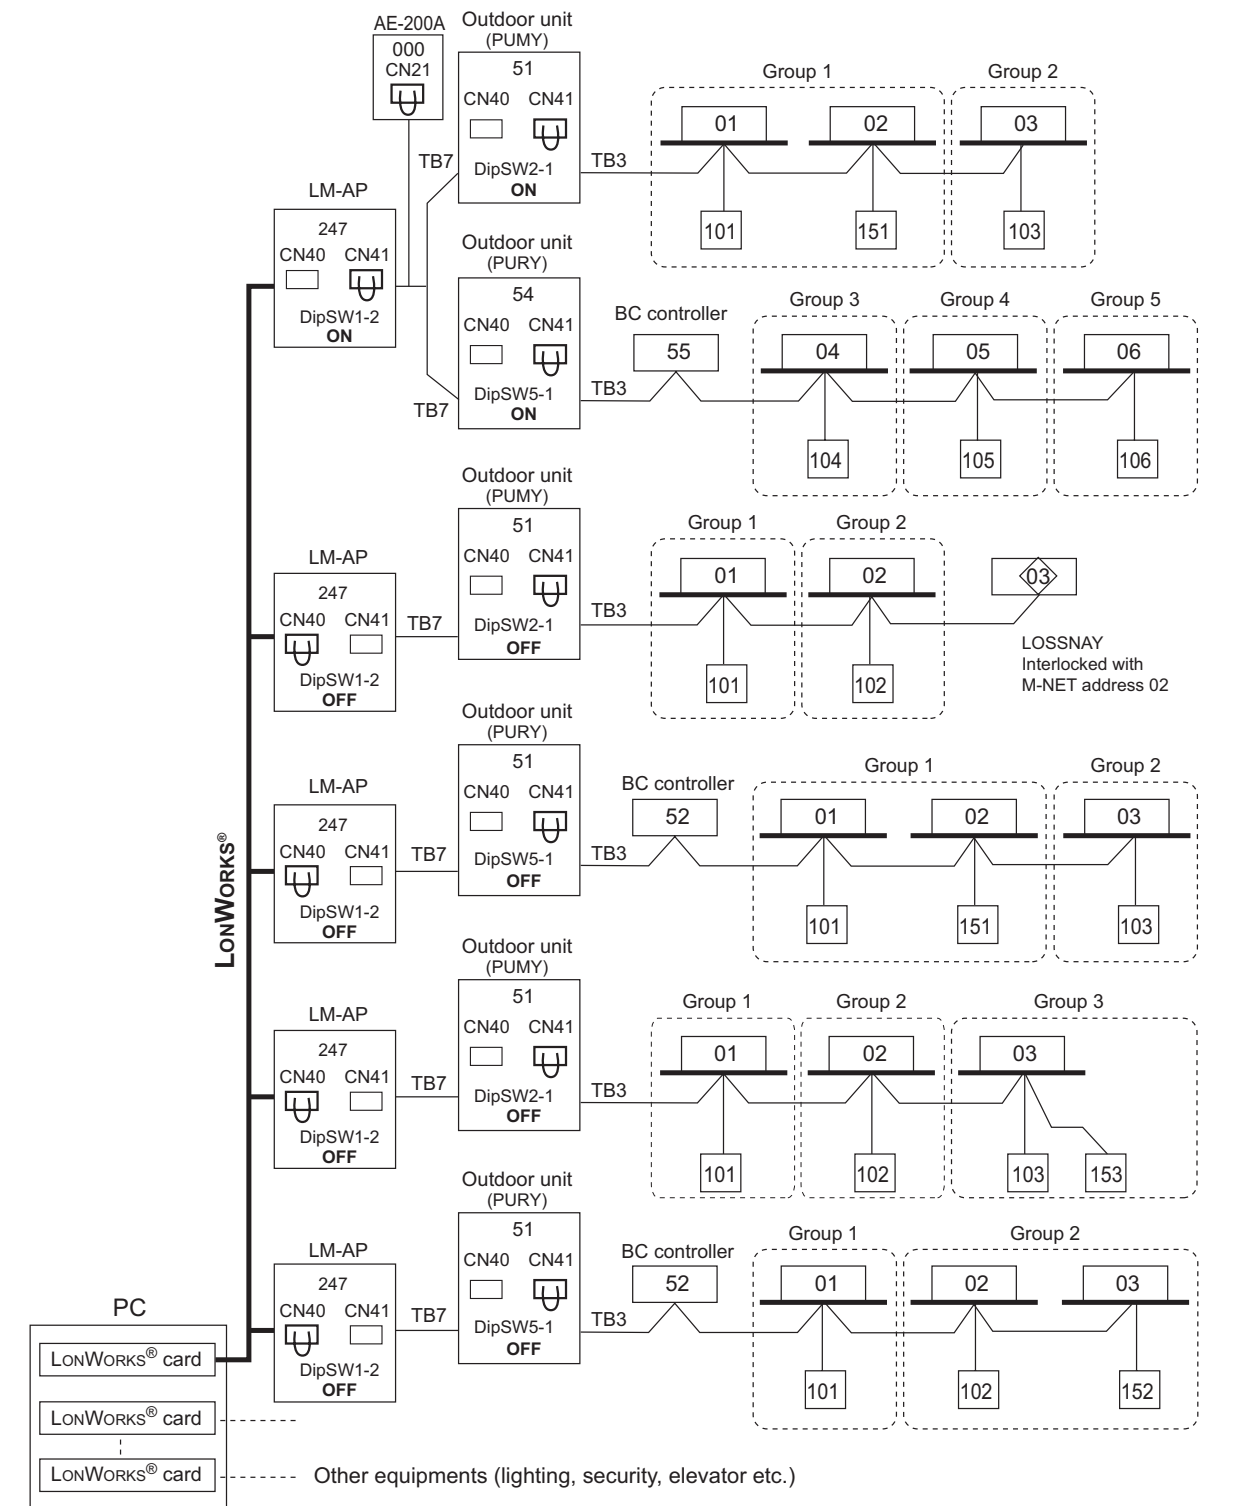 AE-200A
000
CN21
Outdoor unit
(PUMY)
51
CN40 CN41
DipSW2-1
ON
TB7
TB3
Group 1
01
02
101
151
Group 2
03
103
LM-AP
247
CN40 CN41
DipSW1-2
ON
Outdoor unit
(PURY)
54
CN40 CN41
DipSW5-1
ON
TB7
TB3
BC controller
55
Group 3
04
104
Group 4
05
105
Group 5
06
106
LM-AP
247
CN40 CN41
DipSW1-2
OFF
TB7
Outdoor unit
(PUMY)
51
CN40 CN41
DipSW2-1
OFF
TB3
Group 1
01
101
Group 2
02
102
03
LOSSNAY
Interlocked with
M-NET address 02
LM-AP
247
CN40 CN41
DipSW1-2
OFF
TB7
Outdoor unit
(PURY)
51
CN40 CN41
DipSW5-1
OFF
TB3
BC controller
52
Group 1
01
02
101
151
Group 2
03
103
LONWORKS®
LM-AP
247
CN40 CN41
DipSW1-2
OFF
TB7
Outdoor unit
(PUMY)
51
CN40 CN41
DipSW2-1
OFF
TB3
Group 1
01
101
Group 2
02
102
Group 3
03
103
153
LM-AP
247
CN40 CN41
DipSW1-2
OFF
TB7
Outdoor unit
(PURY)
51
CN40 CN41
DipSW5-1
OFF
TB3
BC controller
52
Group 1
01
101
Group 2
02
03
102
152
PC
LONWORKS® card
LONWORKS® card
LONWORKS® card
Other equipments (lighting, security, elevator etc.)